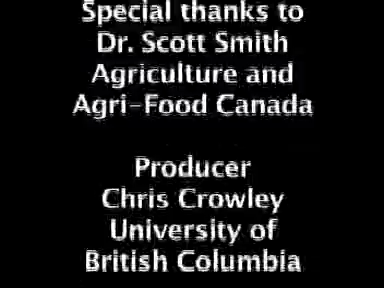 Special thanks to
Dr. Scott Smith
Agriculture and
Agri-Food Canada
Producer
Chris Crowley
University of
British Columbia